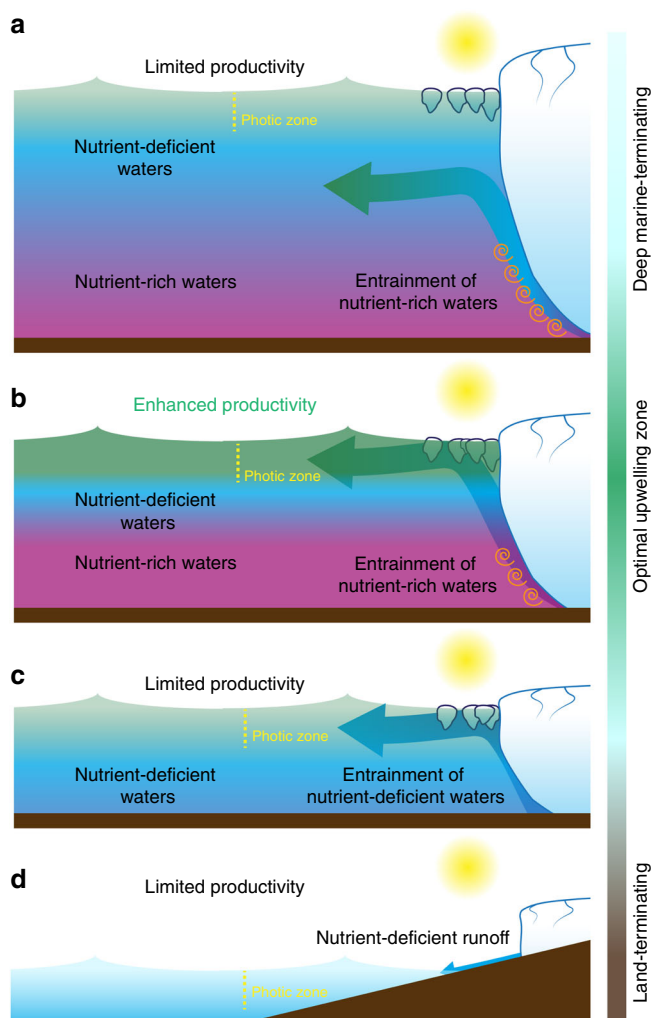 a
Limited productivity
Photic zone
Nutrient-deficient
waters
Nutrient-rich waters
Entrainment of
nutrient-rich waters
b
Enhanced productivity
Photic zone
Nutrient-deficient
waters
Nutrient-rich waters
Entrainment of
nutrient-rich waters
c
Limited productivity
Photic zone
Nutrient-deficient
waters
Entrainment of
nutrient-deficient waters
d
Limited productivity
Nutrient-deficient runoff
Photic zone
Deep marine-terminating
Optimal upwelling zone
Land-terminating